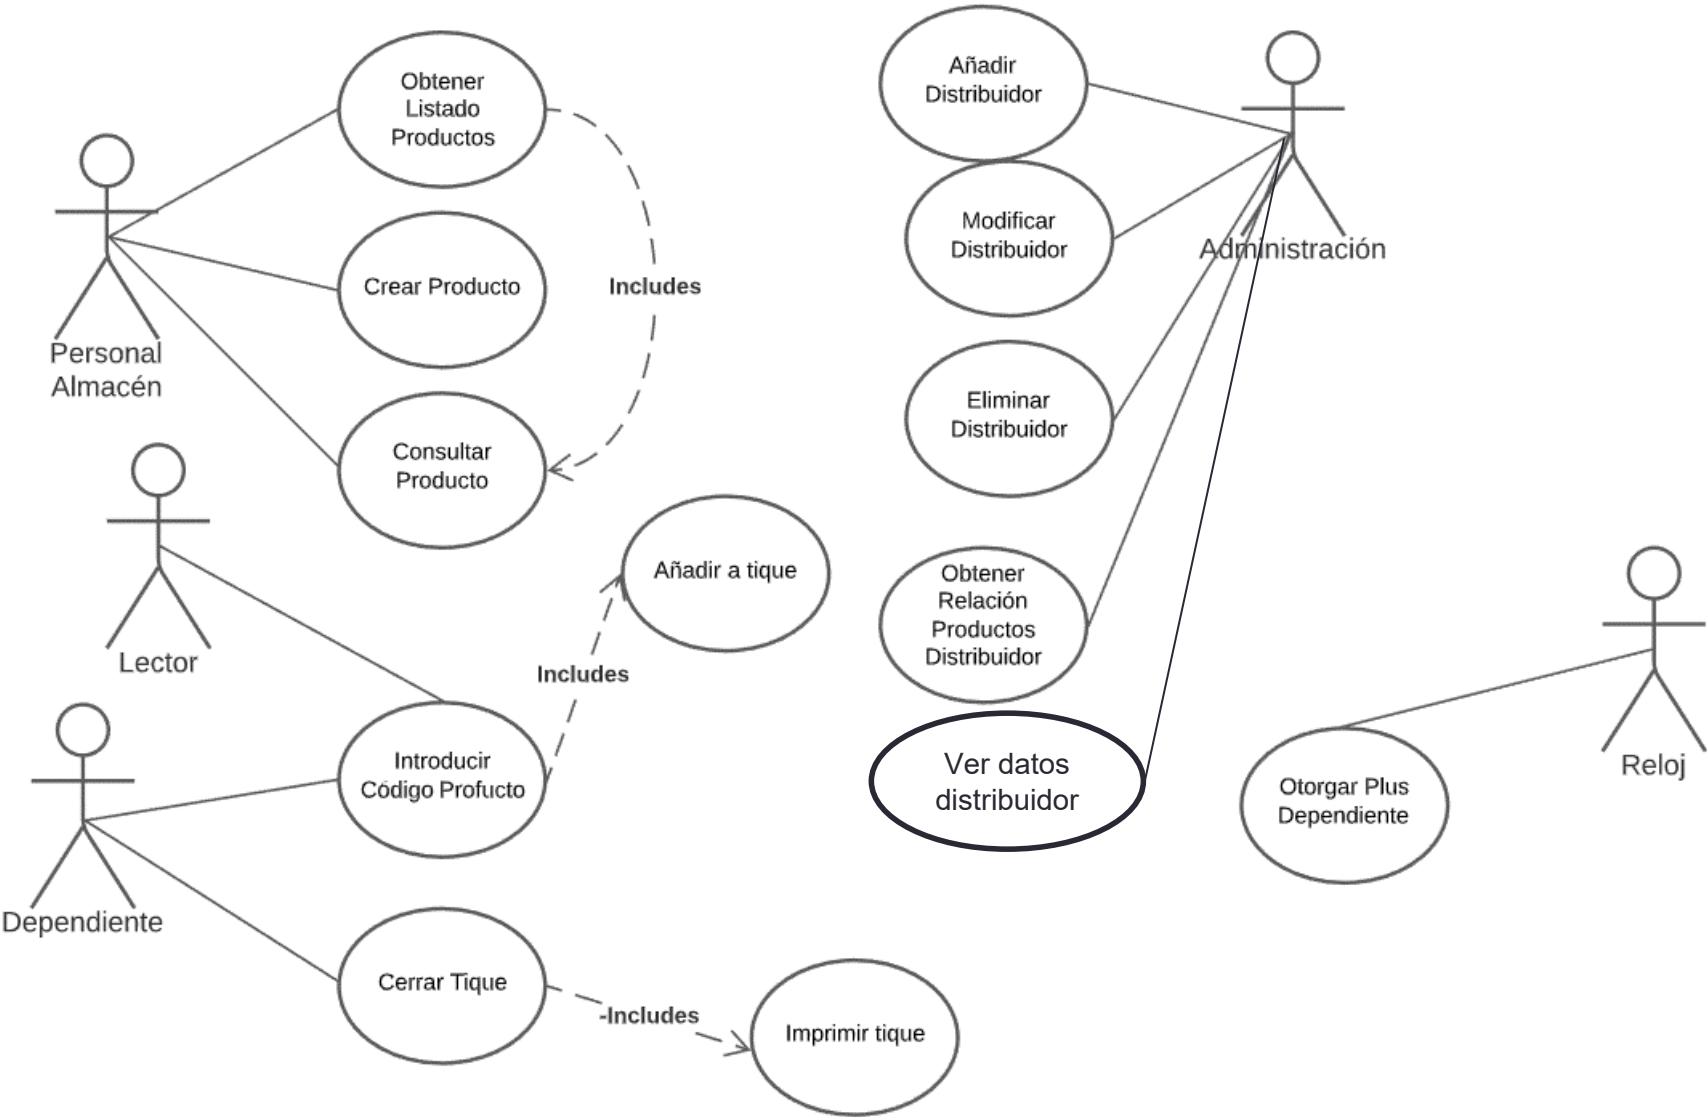 Obtener
Listado
Productos
Crear Producto
Includes
Personal
Almacén
Consultar
Producto
Lector
Añadir a tique
Includes
Introducir
Código Profucto
Dependiente
Cerrar Tique
-Includes
Imprimir tique
Añadir
Distribuidor
Modificar
Distribuidor
Administración
Eliminar
Distribuidor
Obtener
Relación
Productos
Distribuidor
Ver datos
distribuidor
Reloj
Otorgar Plus
Dependiente